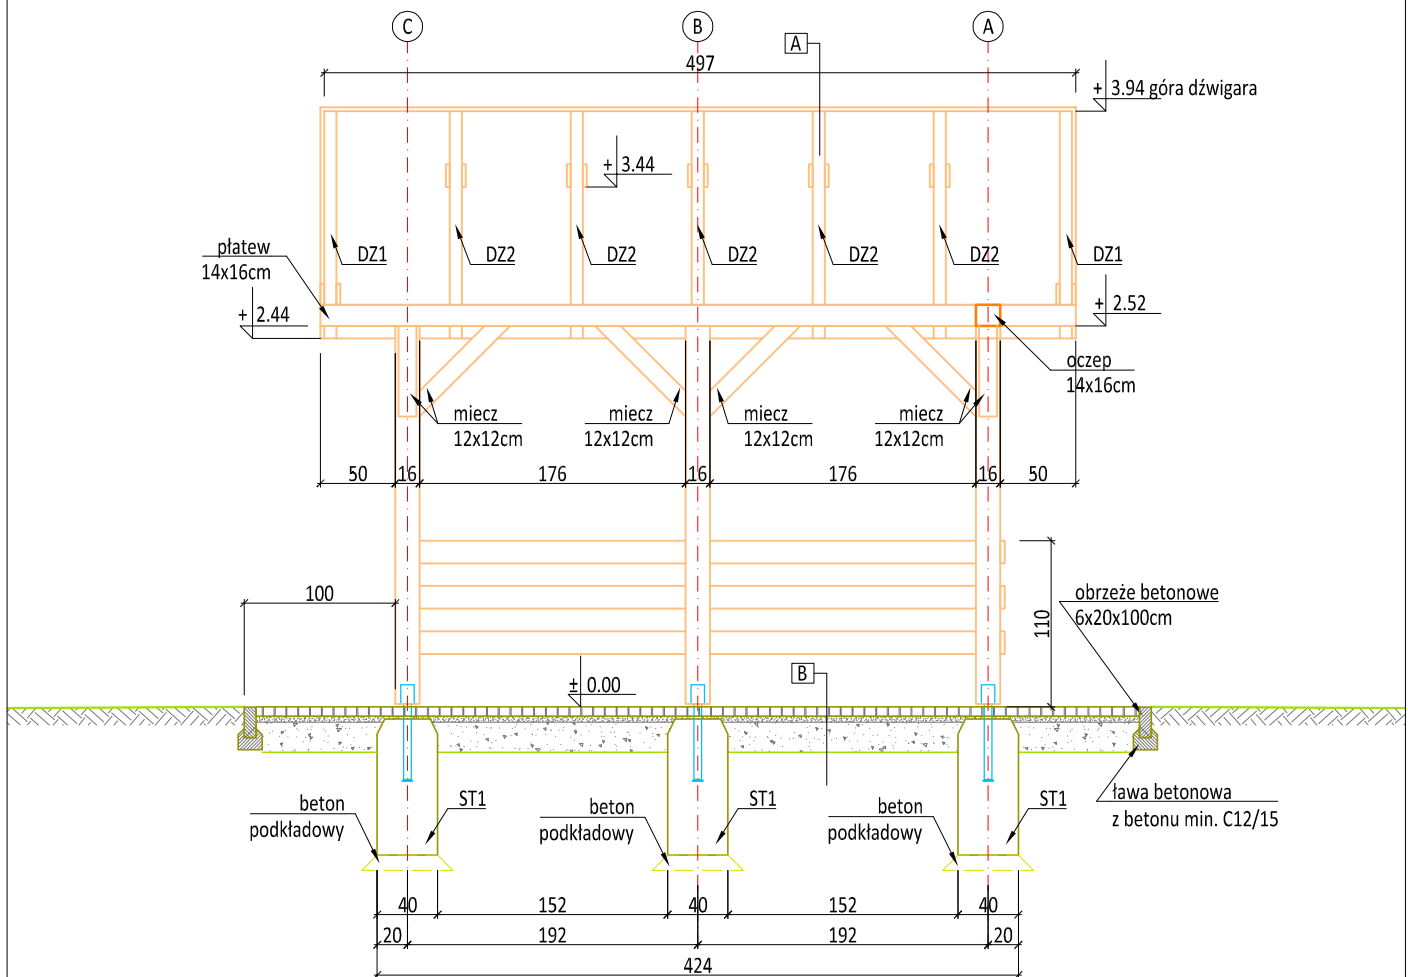 C
B
A
A
497
+ 3.94 góra dźwigara
+ 3.44
płatew
14x16cm
DZ1
DZ2
DZ2
DZ2
DZ2
DZ2
DZ1
+ 2.44
+ 2.52
oczep
14x16cm
miecz
12x12cm
miecz
12x12cm
miecz
12x12cm
miecz
12x12cm
50
16
176
16
176
16
50
100
110
obrzeże betonowe
6x20x100cm
± 0.00
B
beton
podkładowy
ST1
beton
podkładowy
ST1
beton
podkładowy
ST1
ława betonowa
z betonu min. C12/15
40
152
40
152
40
20
192
192
20
424